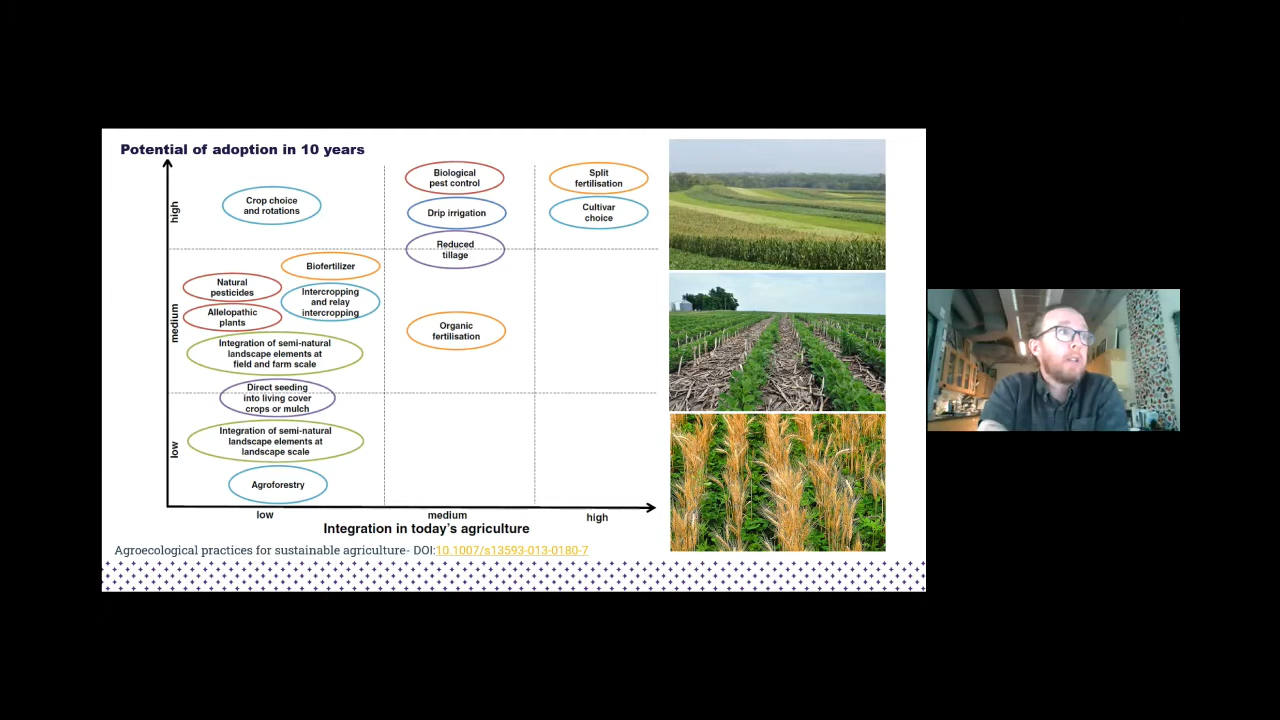 Potential of adoption in 10 years
high
Crop choice
and rotations
Biological
pest control
Split
fertilisation
Drip irrigation
Cultivar
choice
Reduced
tillage
medium
Biofertilizer
Natural
pesticides
Intercropping
and relay
intercropping
Allelopathic
plants
Organic
fertilisation
Integration of semi-natural
landscape elements at
field and farm scale
Direct seeding
into living cover
crops or mulch
low
Integration of semi-natural
landscape elements at
landscape scale
Agroforestry
low
medium
high
Integration in today's agriculture
Agroecological practices for sustainable agriculture- DOI:10.1007/s13593-013-0180-7